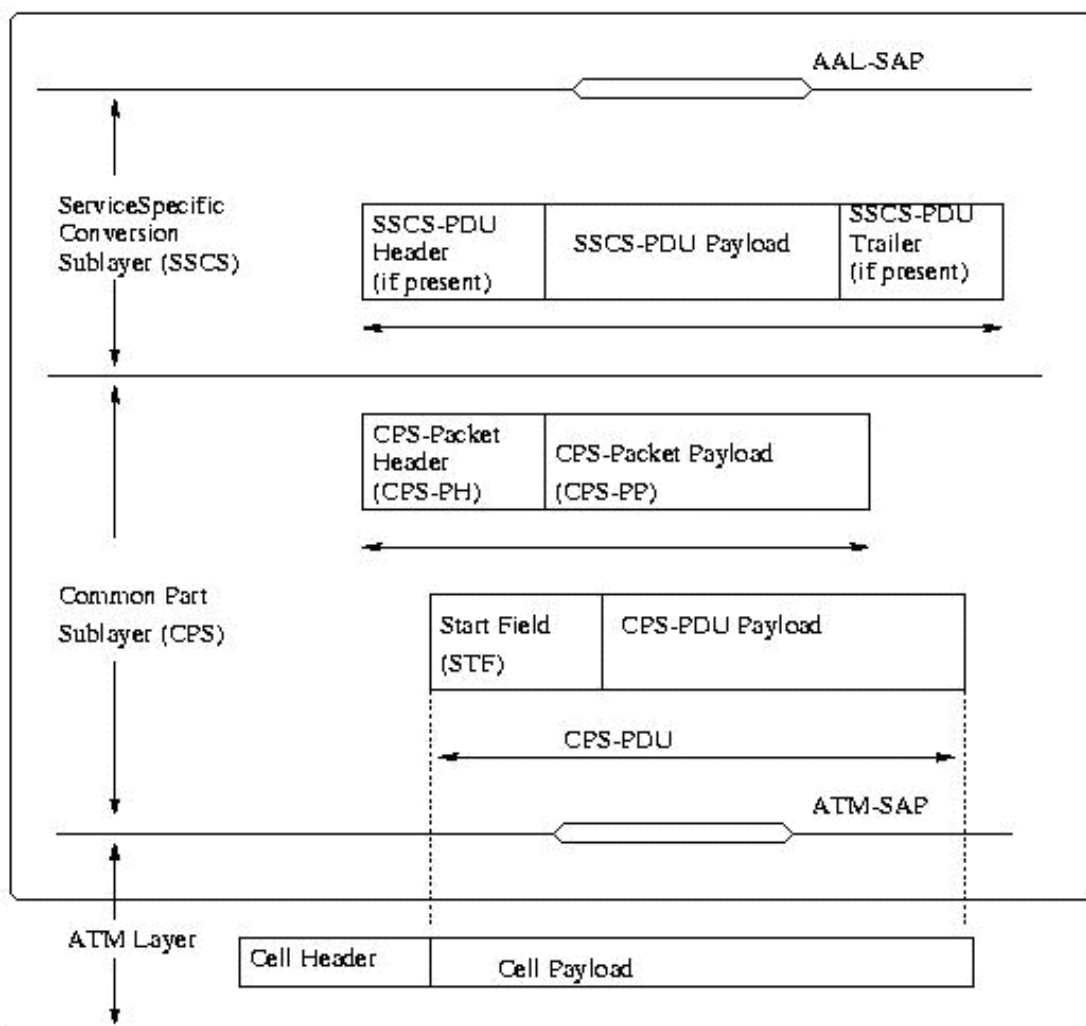 AAL-SAP
ServiceSpecific
Conversion
Sublayer (SSCS)
SSCS-PDU
Header
(if present)
SSCS-PDU Payload
SSCS-PDU
Trailer
(if present)
CPS-Packet
Header
(CPS-PH)
CPS-Packet Payload
(CPS-PP)
Common Part
Sublayer (CPS)
Start Field
(STF)
CPS-PDU Payload
CPS-PDU
ATM-SAP
ATM Layer
Cell Header
Cell Payload